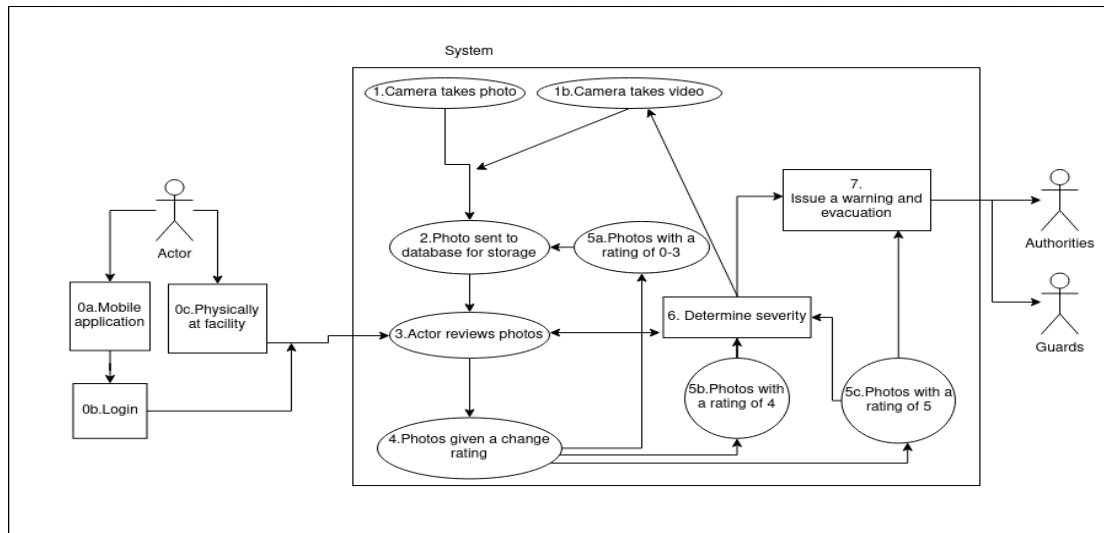 System
1.Camera takes photo
1b.Camera takes video
7.
Issue a warning and
evacuation
Actor
Authorities
2.Photo sent to
database for storage
5a.Photos with a
rating of 0-3
0a.Mobile
application
0c.Physically
at facility
3.Actor reviews photos
6. Determine severity
Guards
0b.Login
5b.Photos with
a rating of 4
5c.Photos with a
rating of 5
4.Photos given a change
rating